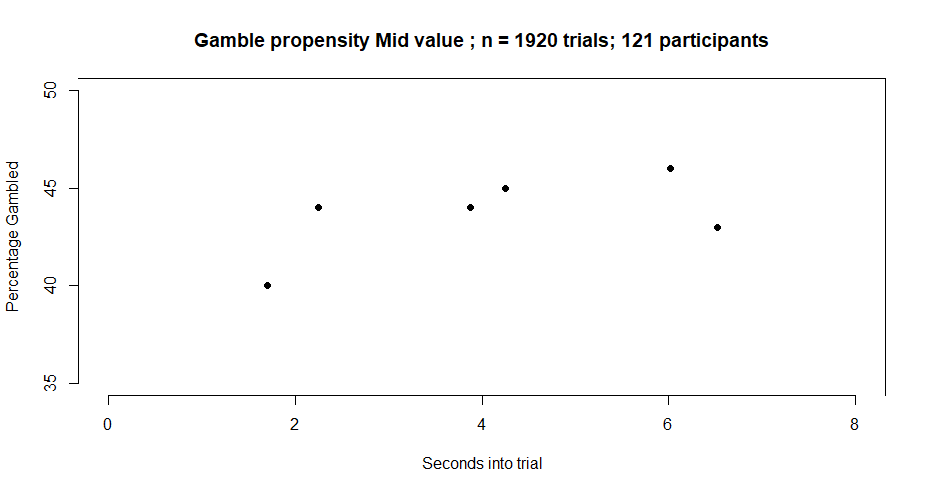 Gamble propensity Mid value ; n = 1920 trials; 121 participants
Percentage Gambled
50
45
40
35
0 2 4 6 8
Seconds into trial